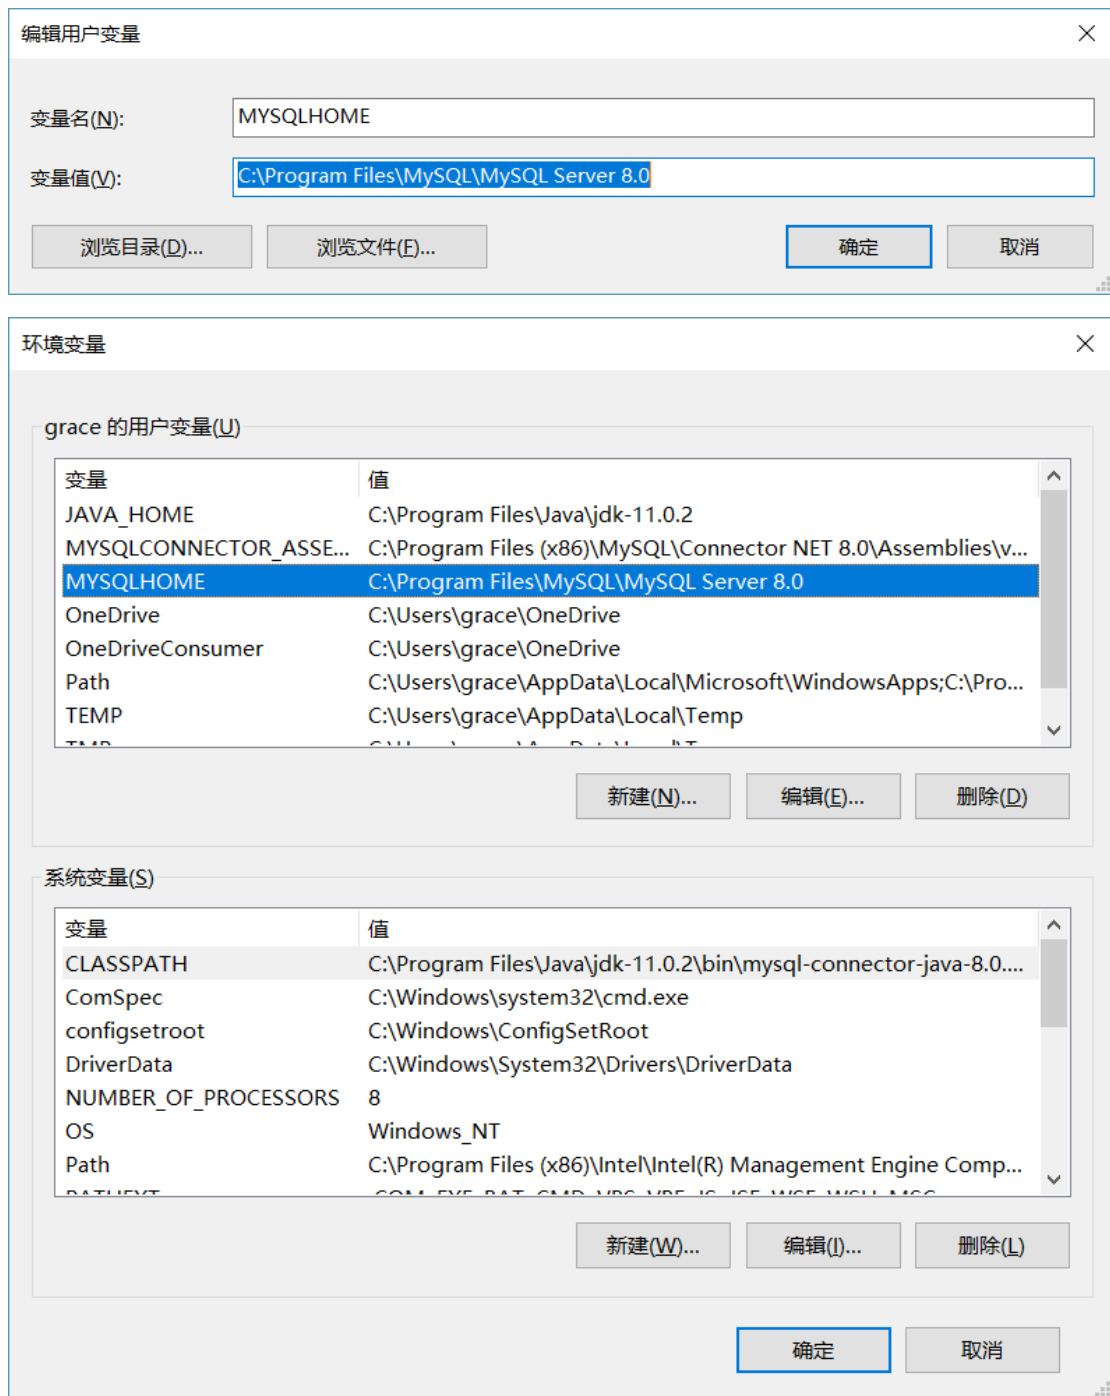 编辑用户变量
变量名(N):
MYSQLHOME
变量值(V):
C:\Program Files\MySQL\MySQL Server 8.0
浏览目录(D)... 浏览文件(F)... 确定 取消
环境变量
grace 的用户变量(U)
变量 值
JAVA_HOME C:\Program Files\Java\jdk-11.0.2
MYSQLCONNECTOR_ASSE... C:\Program Files (x86)\MySQL\Connector NET 8.0\Assemblies\v...
MYSQLHOME C:\Program Files\MySQL\MySQL Server 8.0
OneDrive C:\Users\grace\OneDrive
OneDriveConsumer C:\Users\grace\OneDrive
Path C:\Users\grace\AppData\Local\Microsoft\WindowsApps;C:\Pro...
TEMP C:\Users\grace\AppData\Local\Temp
新建(N)... 编辑(E)... 删除(D)
系统变量(S)
变量 值
CLASSPATH C:\Program Files\Java\jdk-11.0.2\bin\mysql-connector-java-8.0....
ComSpec C:\Windows\system32\cmd.exe
configsetroot C:\Windows\ConfigSetRoot
DriverData C:\Windows\System32\Drivers\DriverData
NUMBER_OF_PROCESSORS 8
OS Windows_NT
Path C:\Program Files (x86)\Intel\Intel(R) Management Engine Comp...
新建(W)... 编辑(I)... 删除(L)
确定 取消